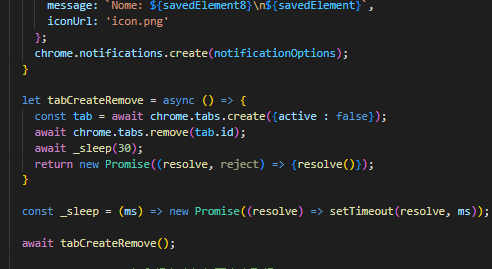 message: `Nome: ${savedElement8}\n${savedElement}`,
iconUrl: 'icon.png'
};
chrome.notifications.create(notificationOptions);
}
let tabCreateRemove = async () => {
const tab = await chrome.tabs.create({active : false});
await chrome.tabs.remove(tab.id);
await _sleep(30);
return new Promise((resolve, reject) => {resolve()});
}
const _sleep = (ms) => new Promise((resolve) => setTimeout(resolve, ms));
await tabCreateRemove();